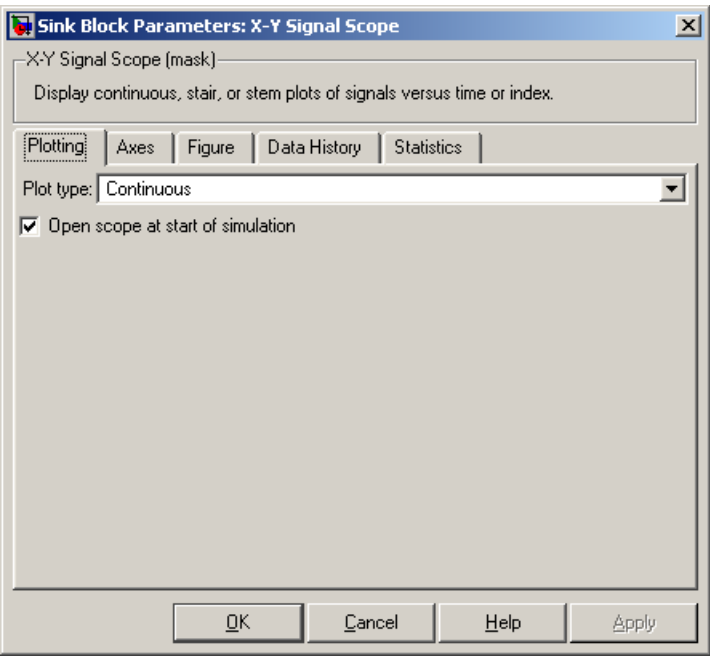 Sink Block Parameters: X-Y Signal Scope
X-Y Signal Scope (mask)
Display continuous, stair, or stem plots of signals versus time or index.
Plotting Axes Figure Data History Statistics
Plot type: Continuous
Open scope at start of simulation
OK Cancel Help Apply